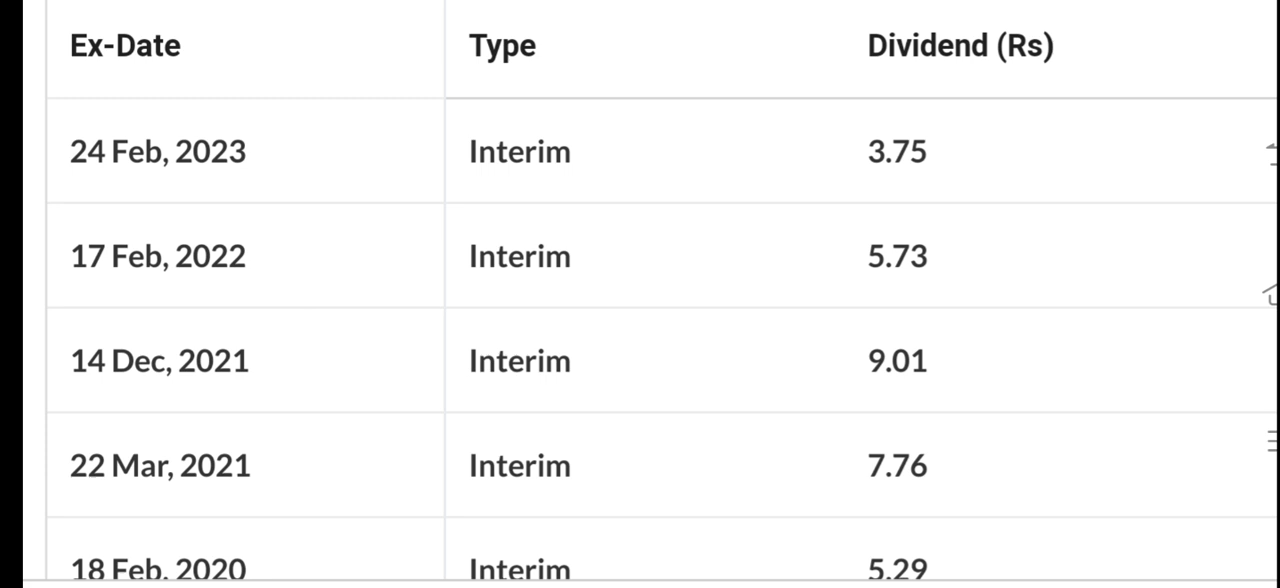 Ex-Date Type Dividend (Rs)
24 Feb, 2023 Interim 3.75
17 Feb, 2022 Interim 5.73
14 Dec, 2021 Interim 9.01
22 Mar, 2021 Interim 7.76
18 Feb, 2020 Interim 5.29